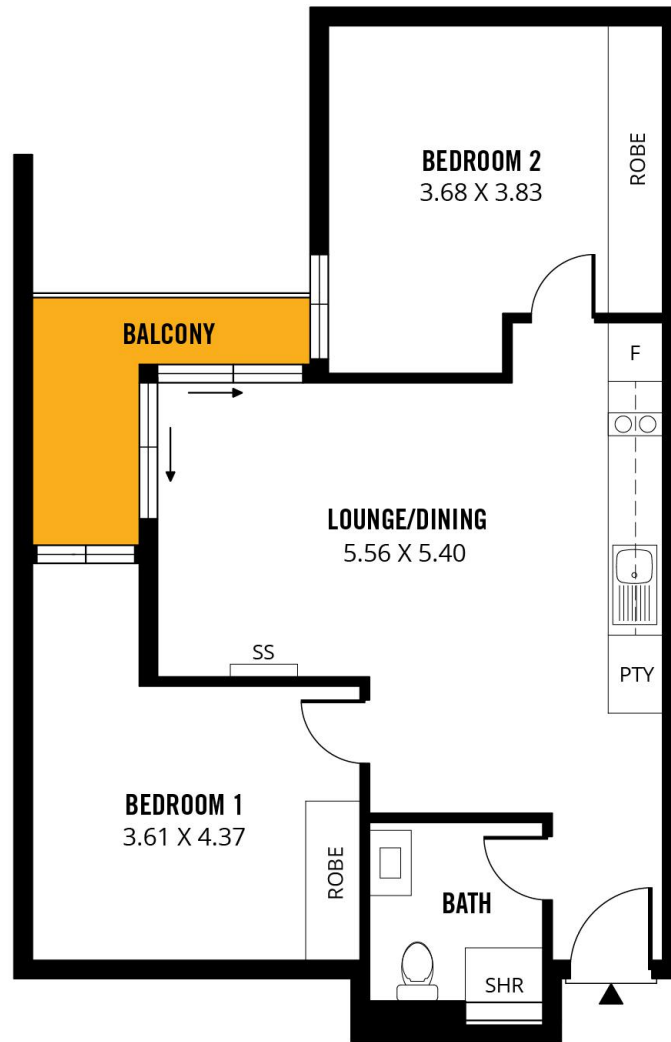 BEDROOM 2
3.68 X 3.83
ROBE
BALCONY
F
LOUNGE/DINING
5.56 X 5.40
SS
PTY
BEDROOM 1
3.61 X 4.37
ROBE
BATH
SHR